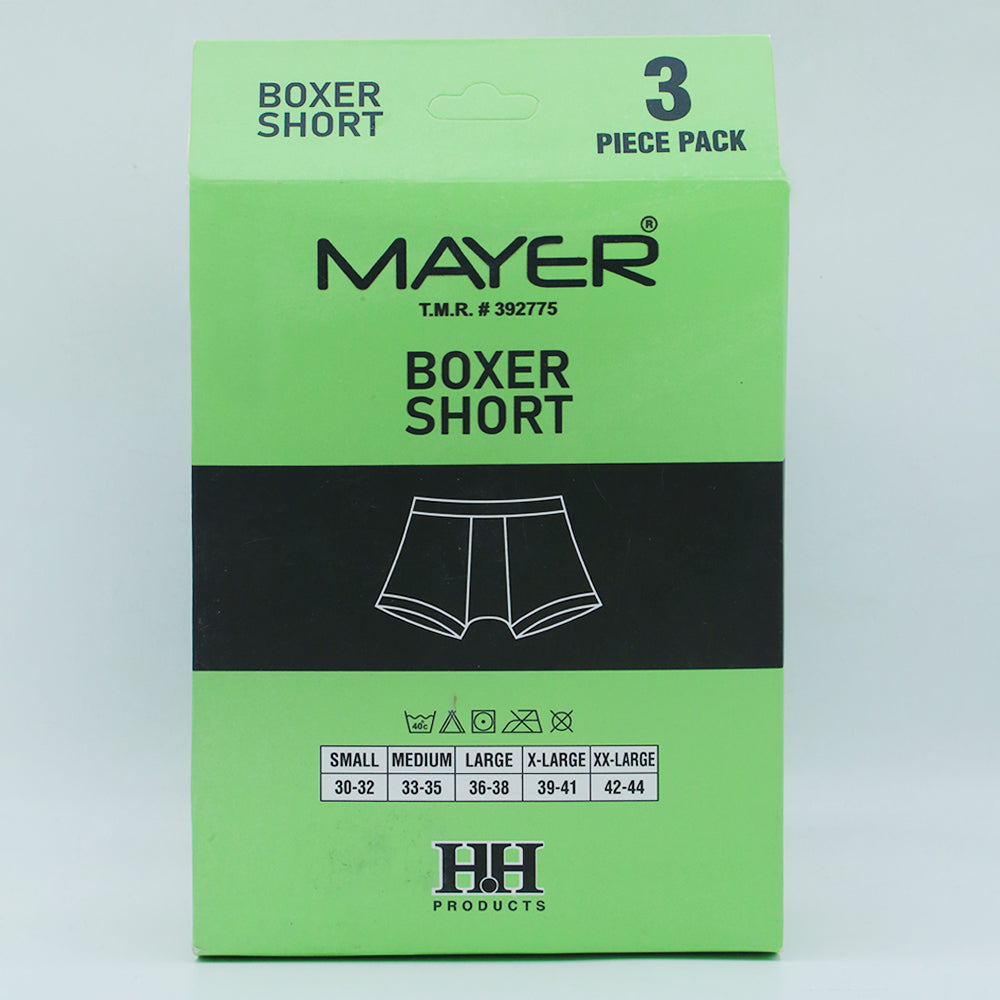 BOXER
SHORT
3
PIECE PACK
MAYER®
T.M.R. # 392775
BOXER
SHORT
40c
SMALL MEDIUM LARGE X-LARGE XX-LARGE
30-32 33-35 36-38 39-41 42-44
H.H
PRODUCTS